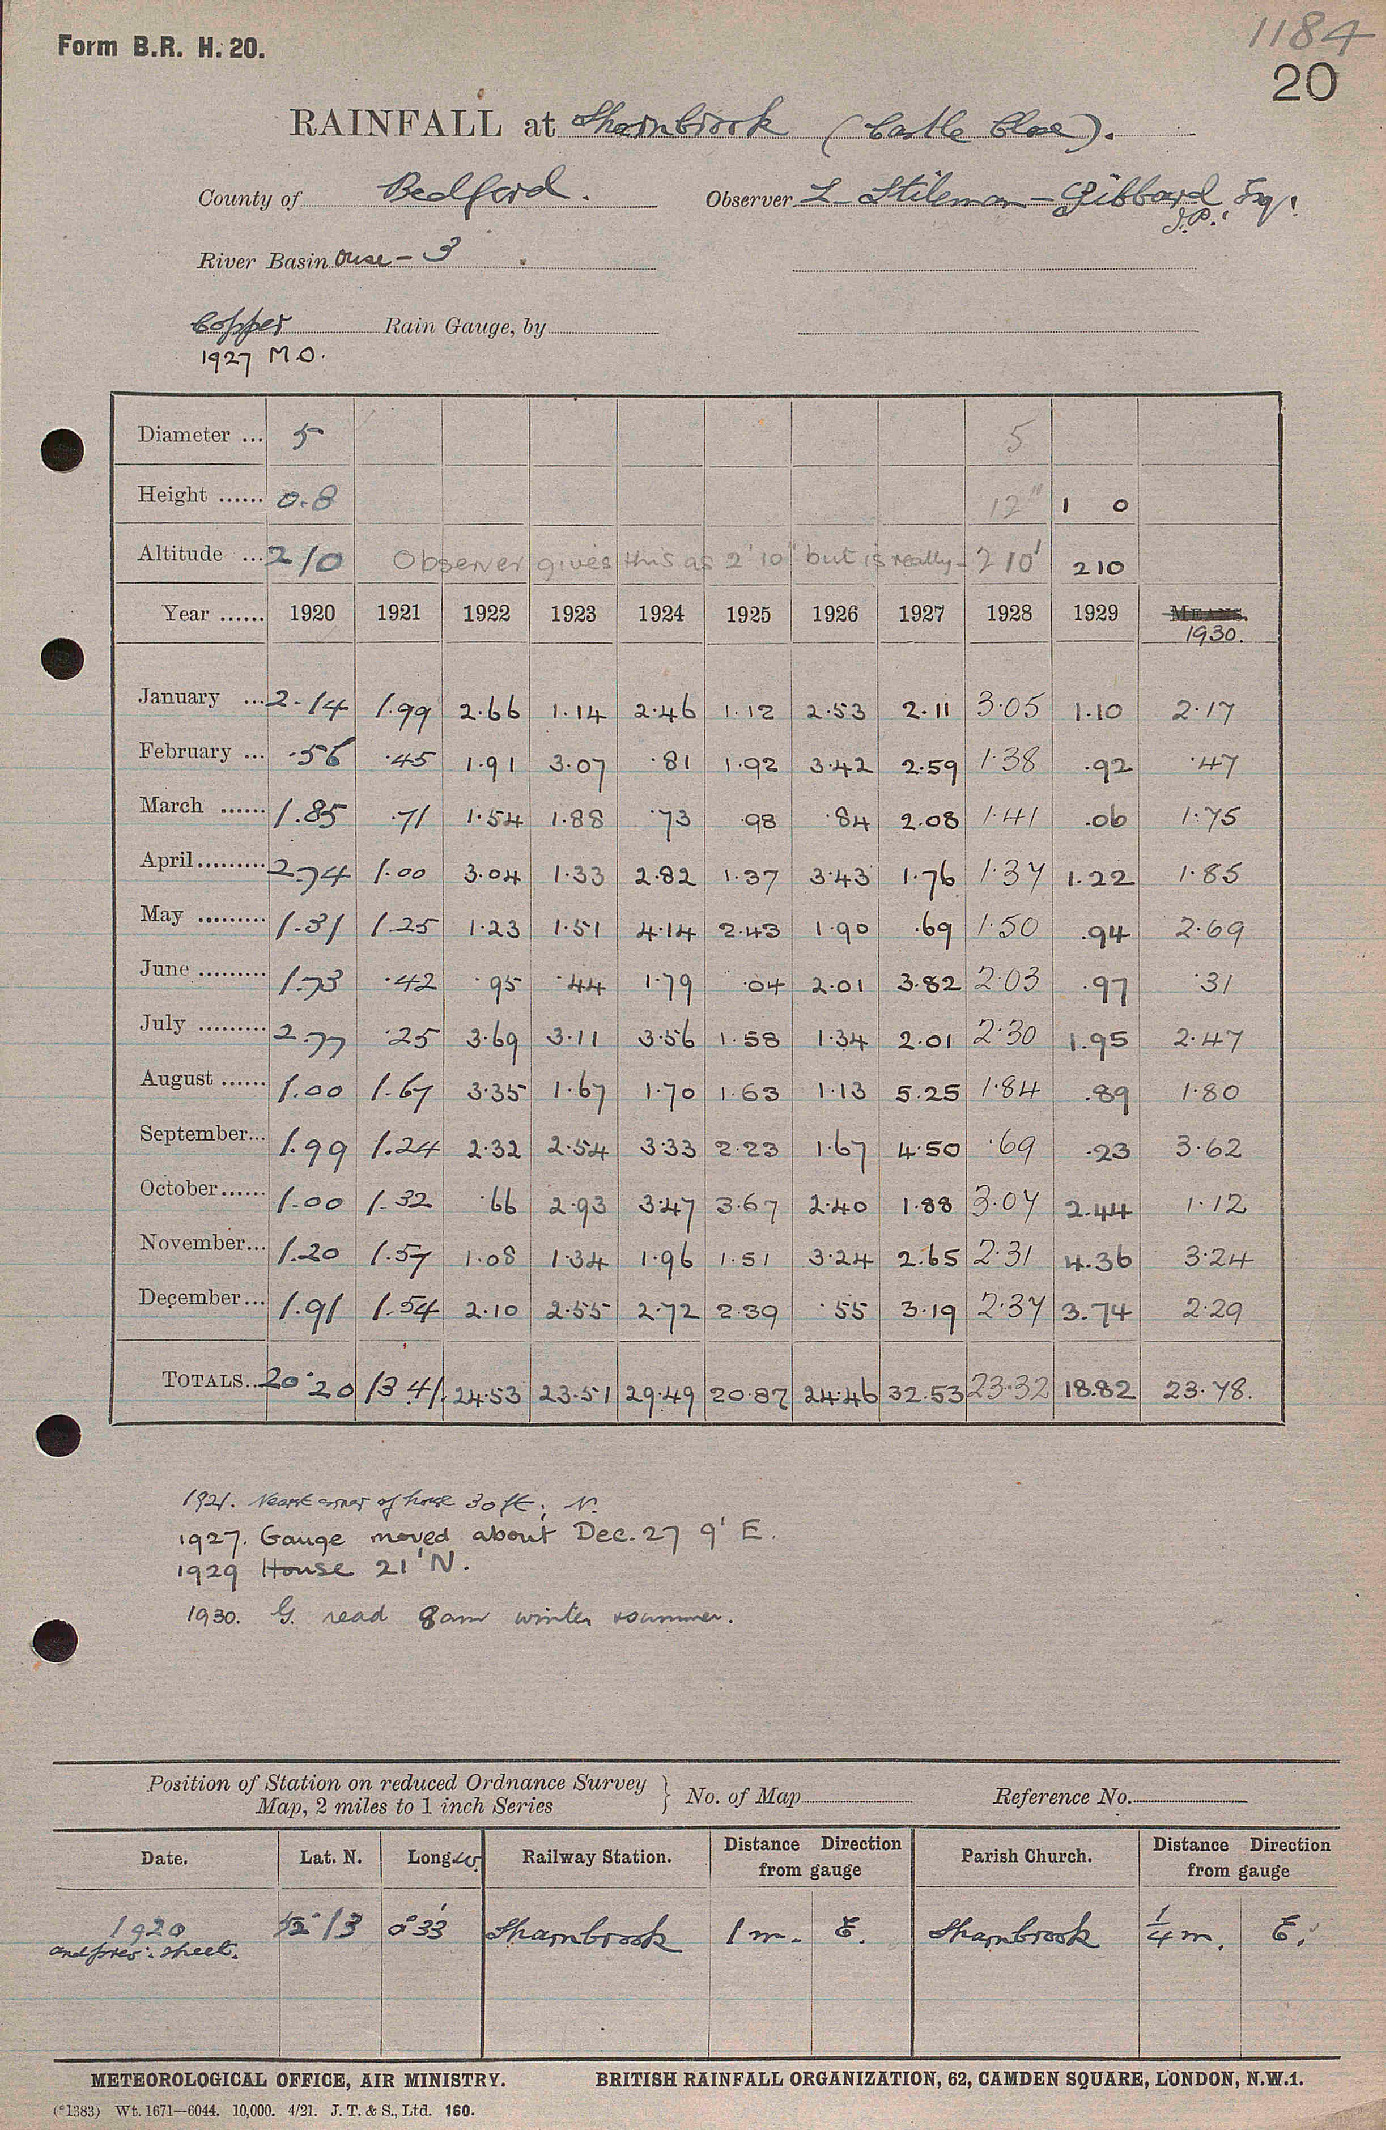 1184
Form B.R. H. 20.
20
RAINFALL at Sharnbrook (Castle Close).
County of Bedford. Observer L. Stileman-Gibbard Esq.
J.P.
River Basin Ouse - 3
Copper Rain Gauge, by
1927 M.O.
Diameter ... 5 5
Height ...... 0.8 12" 1 0
Altitude ... 210 Observer gives this as 2' 10" but is really 210' 210
Year ...... 1920 1921 1922 1923 1924 1925 1926 1927 1928 1929 MEANS.
1930.
January ... 2.14 1.99 2.66 1.14 2.46 1.12 2.53 2.11 3.05 1.10 2.17
February ... .56 .45 1.91 3.07 .81 1.92 3.42 2.59 1.38 .92 .47
March ...... 1.85 .71 1.54 1.88 .73 .98 .84 2.08 1.41 .06 1.75
April ......... 2.74 1.00 3.04 1.33 2.82 1.37 3.43 1.76 1.37 1.22 1.85
May ......... 1.31 1.25 1.23 1.51 4.14 2.43 1.90 .69 1.50 .94 2.69
June ......... 1.73 .42 .95 .44 1.79 .04 2.01 3.82 2.03 .97 .31
July ......... 2.77 .25 3.69 3.11 3.56 1.58 1.34 2.01 2.30 1.95 2.47
August ...... 1.00 1.67 3.35 1.67 1.70 1.63 1.13 5.25 1.84 .89 1.80
September... 1.99 1.24 2.32 2.54 3.33 2.23 1.67 4.50 .69 .23 3.62
October...... 1.00 1.32 .66 2.93 3.47 3.67 2.40 1.88 3.07 2.44 1.12
November... 1.20 1.57 1.08 1.34 1.96 1.51 3.24 2.65 2.31 4.36 3.24
December... 1.91 1.54 2.10 2.55 2.72 2.39 .55 3.19 2.37 3.74 2.29
TOTALS... 20.20 13.41 24.53 23.51 29.49 20.87 24.46 32.53 23.32 18.82 23.78.
1921. Nearest corner of house 30 ft; N.
1927. Gauge moved about Dec. 27 9' E.
1929 House 21' N.
1930. G. read 8am winter & summer.
Position of Station on reduced Ordnance Survey
Map, 2 miles to 1 inch Series } No. of Map Reference No.
Date. Lat. N. Long W. Railway Station. Distance Direction from gauge Parish Church. Distance Direction from gauge
1920 52° 13 0° 33' Sharnbrook 1 m. E. Sharnbrook 1/4 m. E.
and prev. sheet.
METEOROLOGICAL OFFICE, AIR MINISTRY. BRITISH RAINFALL ORGANIZATION, 62, CAMDEN SQUARE, LONDON, N.W.1.
(*1383) Wt. 1671—6044. 10,000. 4/21. J. T. & S., Ltd. 160.